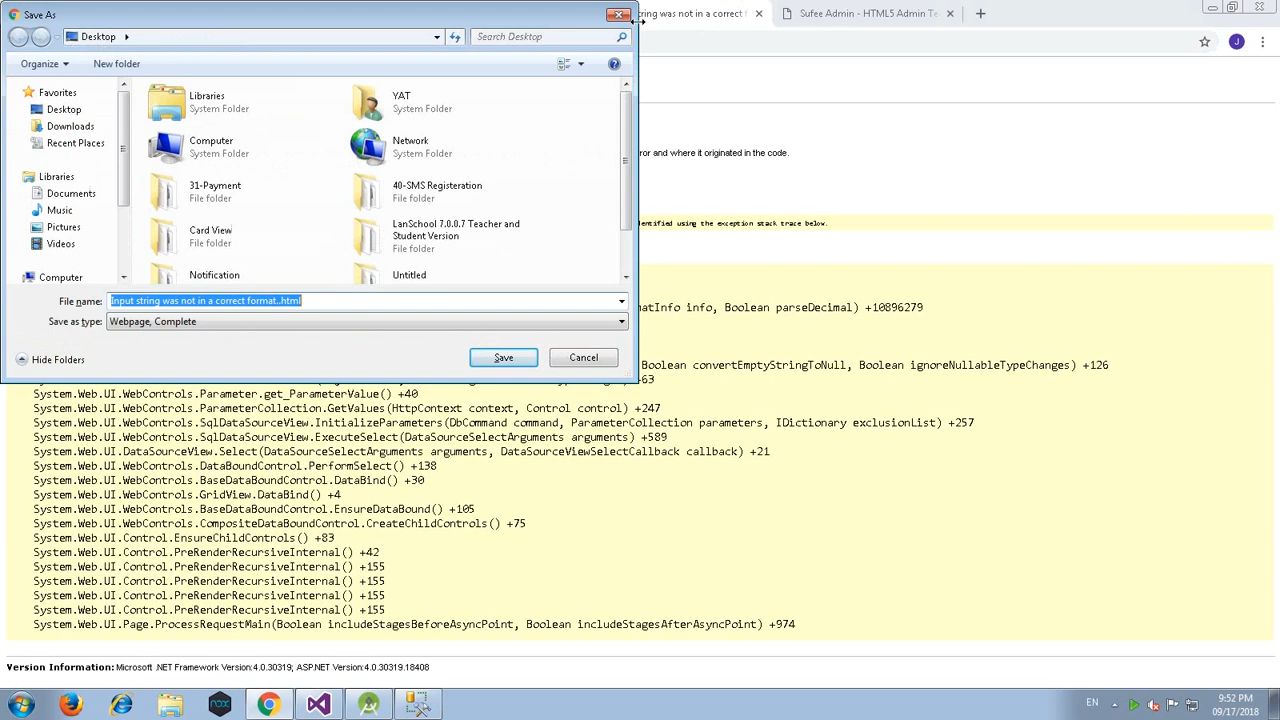 Save As
string was not in a correct f
Sufee Admin - HTML5 Admin Te
Desktop
Search Desktop
J
Organize
New folder
Favorites
Desktop
Downloads
Recent Places
Libraries
Documents
Music
Pictures
Videos
Computer
Libraries
System Folder
YAT
System Folder
Computer
System Folder
Network
System Folder
31-Payment
File folder
40-SMS Registeration
File folder
Card View
File folder
LanSchool 7.0.0.7 Teacher and
Student Version
File folder
Notification
Untitled
File name:
Input string was not in a correct format..html
Save as type:
Webpage, Complete
Hide Folders
Save
Cancel
rror and where it originated in the code.
dentified using the exception stack trace below.
matInfo info, Boolean parseDecimal) +10896279
Boolean convertEmptyStringToNull, Boolean ignoreNullableTypeChanges) +126
+63
System.Web.UI.WebControls.Parameter.get_ParameterValue() +40
System.Web.UI.WebControls.ParameterCollection.GetValues(HttpContext context, Control control) +247
System.Web.UI.WebControls.SqlDataSourceView.InitializeParameters(DbCommand command, ParameterCollection parameters, IDictionary exclusionList) +257
System.Web.UI.WebControls.SqlDataSourceView.ExecuteSelect(DataSourceSelectArguments arguments) +589
System.Web.UI.DataSourceView.Select(DataSourceSelectArguments arguments, DataSourceViewSelectCallback callback) +21
System.Web.UI.WebControls.DataBoundControl.PerformSelect() +138
System.Web.UI.WebControls.BaseDataBoundControl.DataBind() +30
System.Web.UI.WebControls.GridView.DataBind() +4
System.Web.UI.WebControls.BaseDataBoundControl.EnsureDataBound() +105
System.Web.UI.WebControls.CompositeDataBoundControl.CreateChildControls() +75
System.Web.UI.Control.EnsureChildControls() +83
System.Web.UI.Control.PreRenderRecursiveInternal() +42
System.Web.UI.Control.PreRenderRecursiveInternal() +155
System.Web.UI.Control.PreRenderRecursiveInternal() +155
System.Web.UI.Control.PreRenderRecursiveInternal() +155
System.Web.UI.Page.ProcessRequestMain(Boolean includeStagesBeforeAsyncPoint, Boolean includeStagesAfterAsyncPoint) +974
Version Information: Microsoft .NET Framework Version:4.0.30319; ASP.NET Version:4.0.30319.18408
nox
EN
9:52 PM
09/17/2018